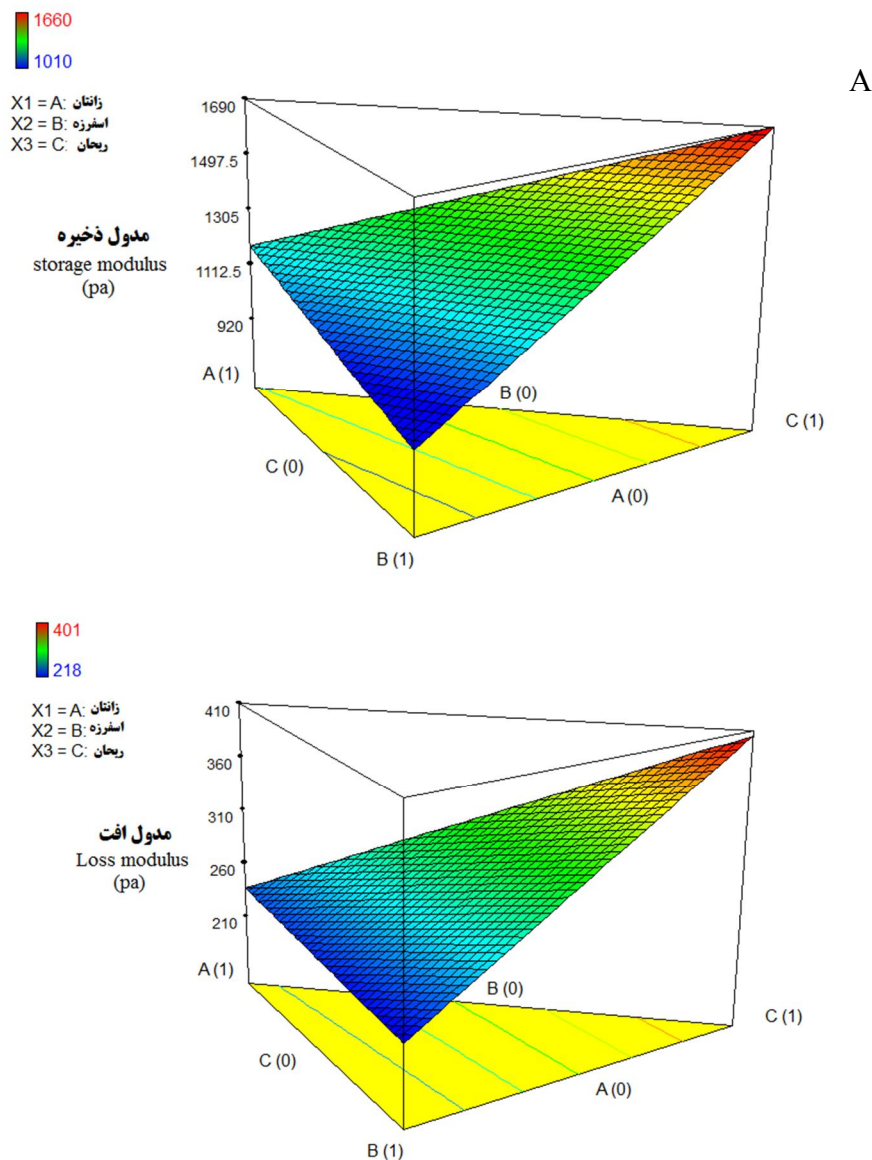 1660
1010
A
X1 = A: زانتان
X2 = B: اسفرزه
X3 = C: ریحان
1690
1497.5
1305
1112.5
920
مدول ذخیره
storage modulus
(pa)
A (1)
B (0)
C (1)
C (0)
A (0)
B (1)
401
218
X1 = A: زانتان
X2 = B: اسفرزه
X3 = C: ریحان
410
360
310
260
210
مدول افت
Loss modulus
(pa)
A (1)
B (0)
C (1)
C (0)
A (0)
B (1)